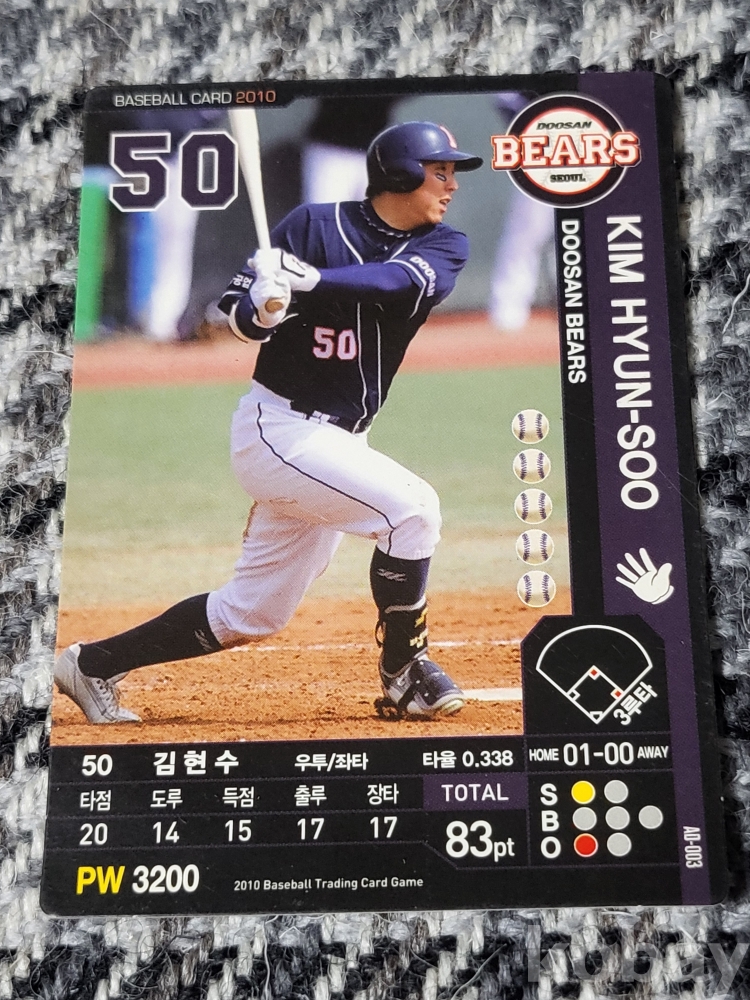 BASEBALL CARD 2010
50
DOOSAN
BEARS
SEOUL
KIM HYUN-SOO
DOOSAN BEARS
DOOSAN
50
3루타
50 김현수 우투/좌타 타율 0.338
HOME 01-00 AWAY
타점 도루 득점 출루 장타 TOTAL
20 14 15 17 17 83pt
S
B
O
PW 3200
2010 Baseball Trading Card Game
AD-003
kobay